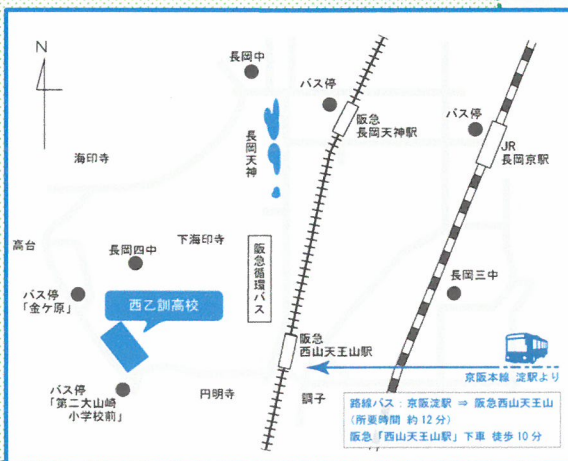 N
長岡中
バス停
阪急
長岡天神駅
バス停
JR
長岡京駅
長岡天神
海印寺
高台
長岡四中
下海印寺
阪急循環バス
長岡三中
バス停
「金ケ原」
西乙訓高校
阪急
西山天王山駅
京阪本線 淀駅より
バス停
「第二大山崎
小学校前」
円明寺
調子
路線バス：京阪淀駅 ⇒ 阪急西山天王山
（所要時間 約12分）
阪急「西山天王山駅」下車 徒歩10分